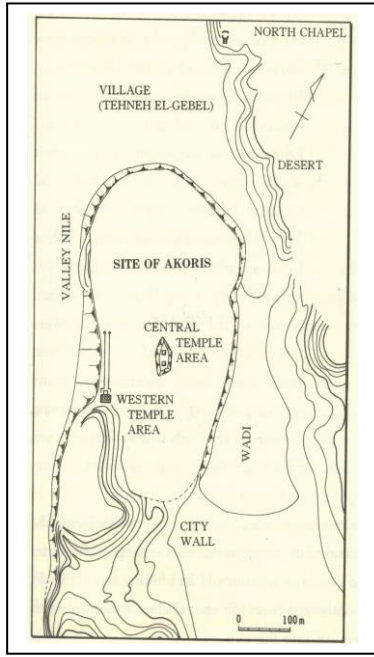 NORTH CHAPEL
VILLAGE
(TEHNEH EL-GEBEL)
DESERT
VALLEY NILE
SITE OF AKORIS
CENTRAL
TEMPLE
AREA
WESTERN
TEMPLE
AREA
WADI
CITY
WALL
0
100m